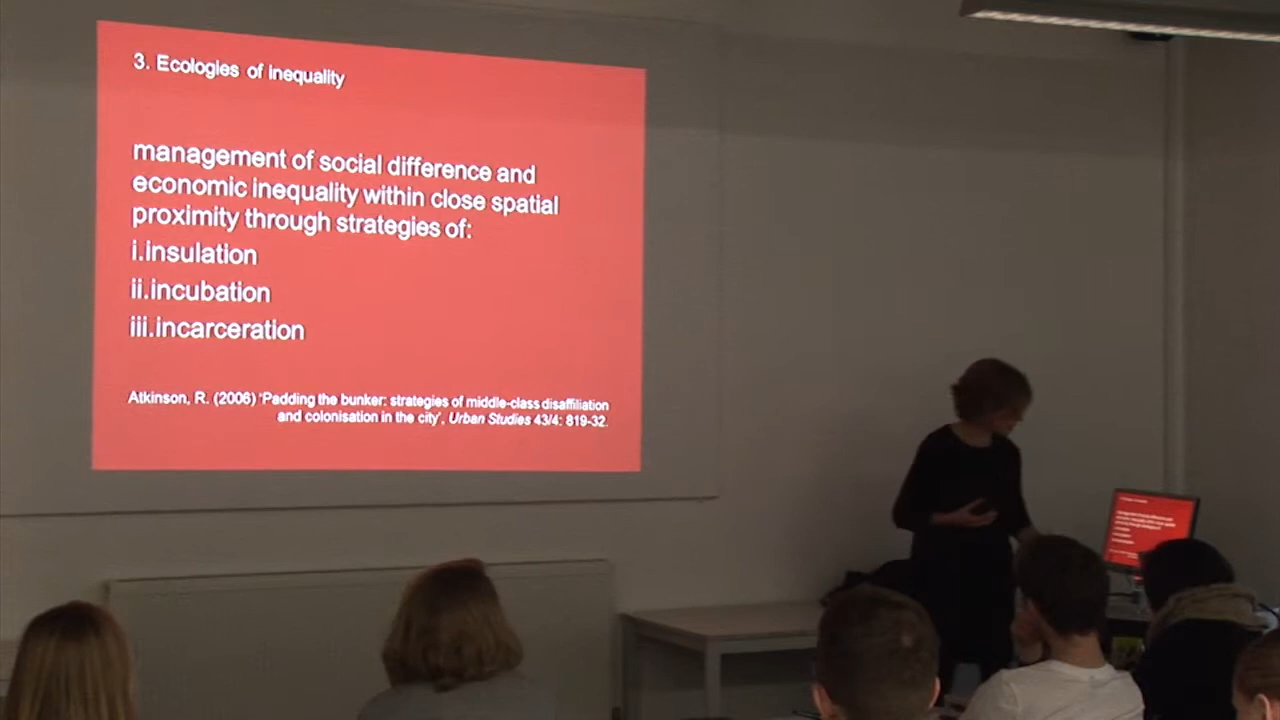 3. Ecologies of inequality
management of social difference and
economic inequality within close spatial
proximity through strategies of:
i.insulation
ii.incubation
iii.incarceration
Atkinson, R. (2006) 'Padding the bunker: strategies of middle-class disaffiliation
and colonisation in the city', Urban Studies 43/4: 819-32.